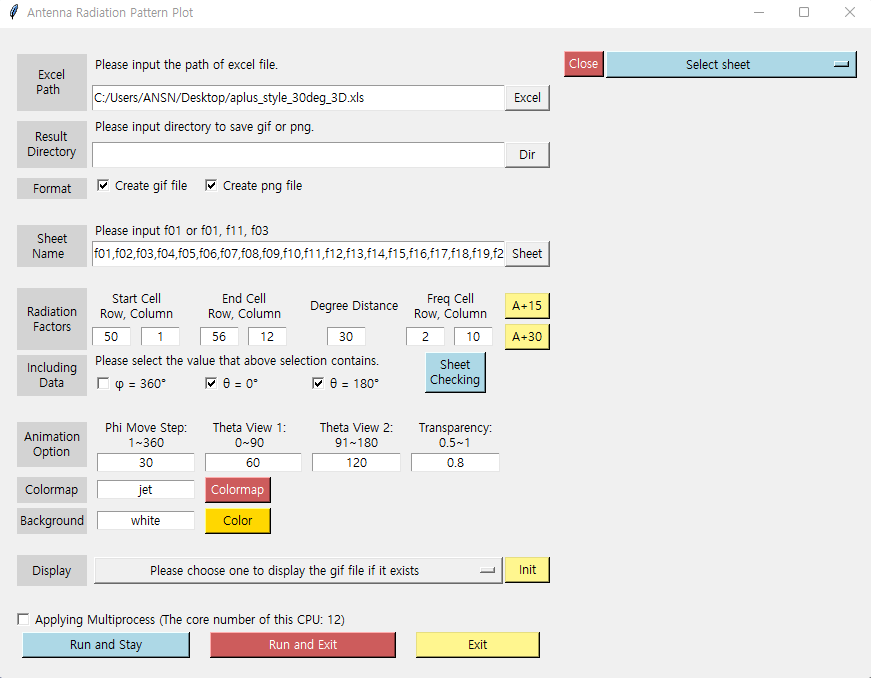 Antenna Radiation Pattern Plot
Excel
Path
Please input the path of excel file.
C:/Users/ANSN/Desktop/aplus_style_30deg_3D.xls
Excel
Close
Select sheet
Result
Directory
Please input directory to save gif or png.
Dir
Format
Create gif file
Create png file
Sheet
Name
Please input f01 or f01, f11, f03
f01,f02,f03,f04,f05,f06,f07,f08,f09,f10,f11,f12,f13,f14,f15,f16,f17,f18,f19,f2
Sheet
Radiation
Factors
Start Cell
Row, Column
50
1
End Cell
Row, Column
56
12
Degree Distance
30
Freq Cell
Row, Column
2
10
A+15
A+30
Including
Data
Please select the value that above selection contains.
φ = 360°
θ = 0°
θ = 180°
Sheet
Checking
Animation
Option
Phi Move Step:
1~360
30
Theta View 1:
0~90
60
Theta View 2:
91~180
120
Transparency:
0.5~1
0.8
Colormap
jet
Colormap
Background
white
Color
Display
Please choose one to display the gif file if it exists
Init
Applying Multiprocess (The core number of this CPU: 12)
Run and Stay
Run and Exit
Exit